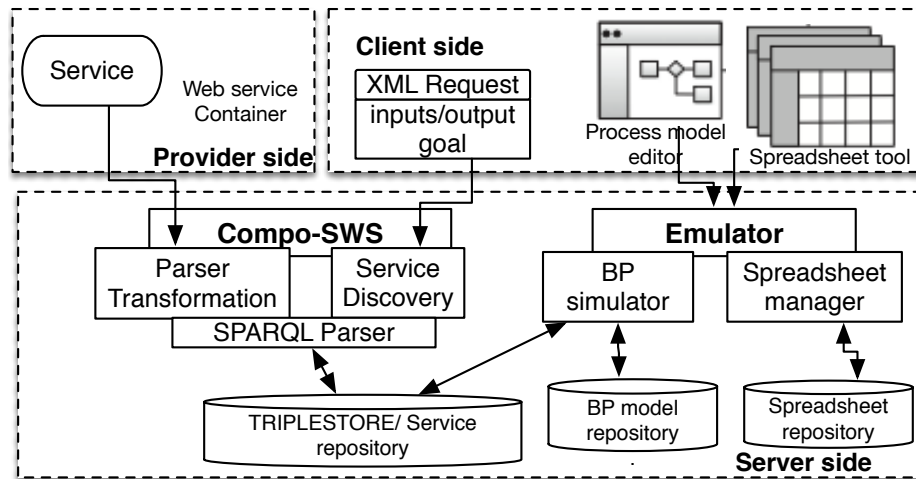 Service
Web service
Container
Provider side
Client side
XML Request
inputs/output
goal
Process model
editor
Spreadsheet tool
Compo-SWS
Parser
Transformation
Service
Discovery
SPARQL Parser
Emulator
BP
simulator
Spreadsheet
manager
TRIPLESTORE/ Service
repository
BP model
repository
Spreadsheet
repository
Server side